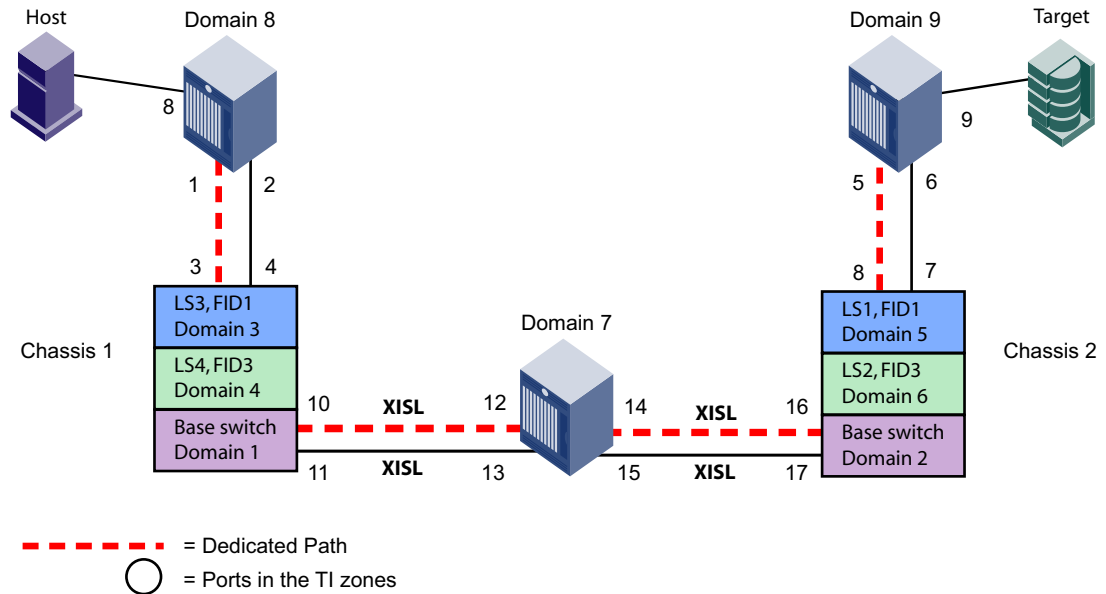 Host
Domain 8
Domain 9
Target
8
9
1
2
5
6
3
4
8
7
LS3, FID1
Domain 3
LS1, FID1
Domain 5
Domain 7
Chassis 1
Chassis 2
LS4, FID3
Domain 4
LS2, FID3
Domain 6
10
XISL
12
14
XISL
16
Base switch
Domain 1
Base switch
Domain 2
11
XISL
13
15
XISL
17
= Dedicated Path
= Ports in the TI zones